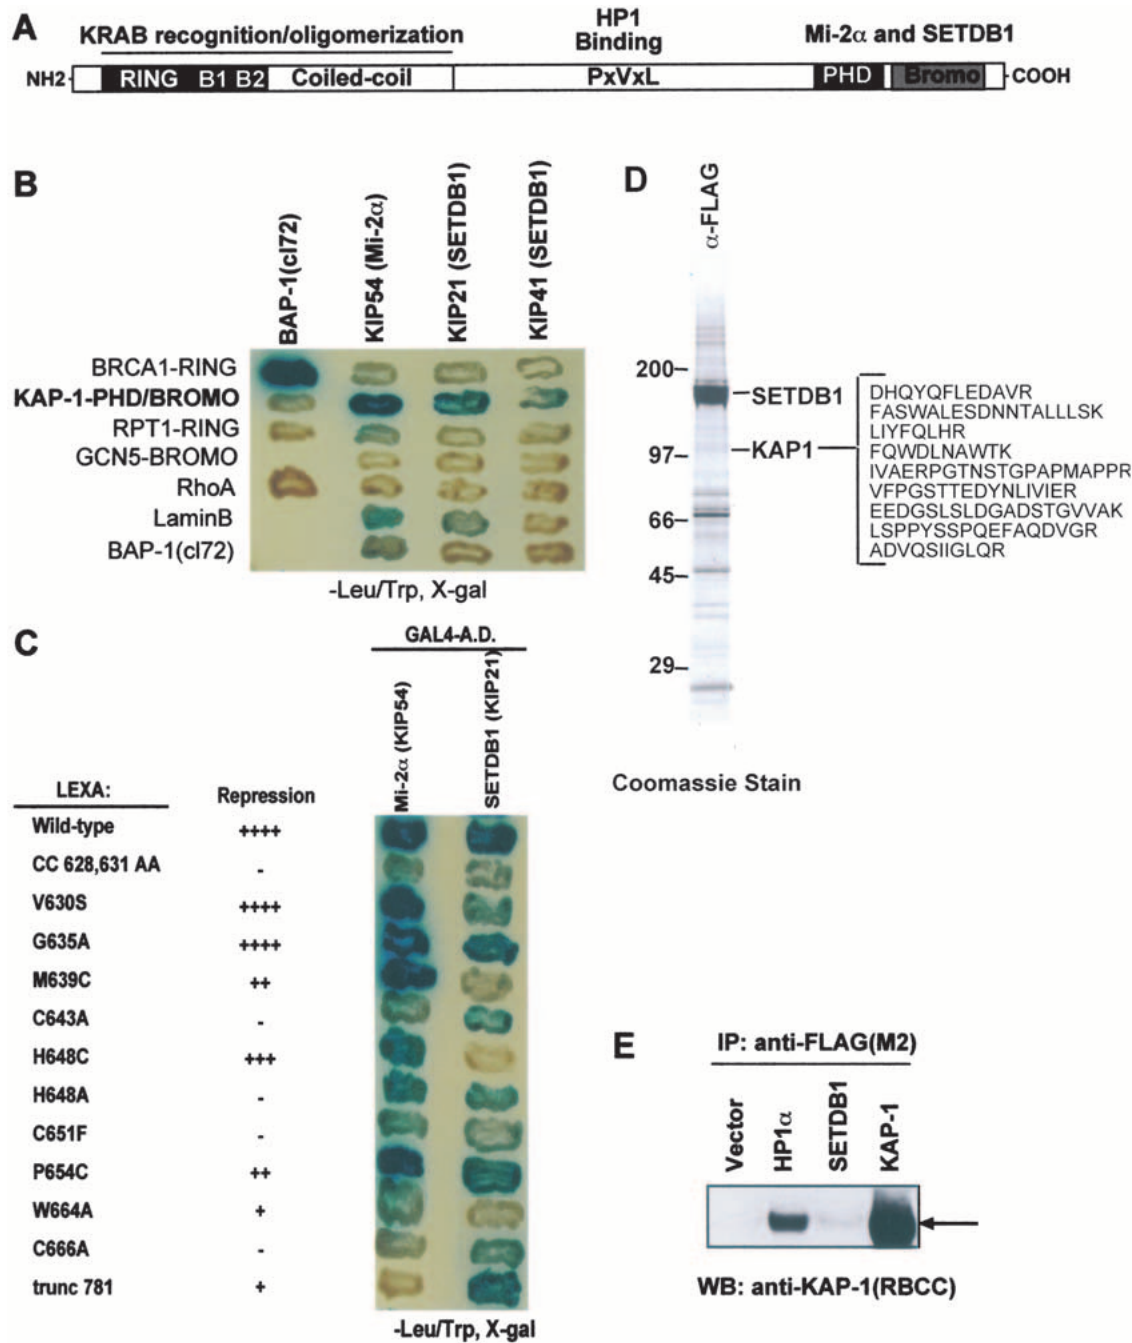 A
KRAB recognition/oligomerization
HP1
Binding
Mi-2α and SETDB1
NH2
RING B1 B2 Coiled-coil PxVxL PHD Bromo
COOH
B
BAP-1(cl72)
KIP54 (Mi-2α)
KIP21 (SETDB1)
KIP41 (SETDB1)
BRCA1-RING
KAP-1-PHD/BROMO
RPT1-RING
GCN5-BROMO
RhoA
LaminB
BAP-1(cl72)
-Leu/Trp, X-gal
C
GAL4-A.D.
Mi-2α (KIP54)
SETDB1 (KIP21)
LEXA: Repression
Wild-type ++++
CC 628,631 AA -
V630S ++++
G635A ++++
M639C ++
C643A -
H648C +++
H648A -
C651F -
P654C ++
W664A +
C666A -
trunc 781 +
-Leu/Trp, X-gal
D
α-FLAG
200
97
66
45
29
SETDB1
KAP1
DHQYQFLEDAVR
FASWALESDNNTALLLSK
LIYFQLHR
FQWDLNAWTK
IVAERPGTNSTGPAPMAPPR
VFPGSTTEDYNLIVIER
EEDGSLSLDGADSTGVVAK
LSPPYSSPQEFAQDVGR
ADVQSIIGLQR
Coomassie Stain
E
IP: anti-FLAG(M2)
Vector
HP1α
SETDB1
KAP-1
WB: anti-KAP-1(RBCC)